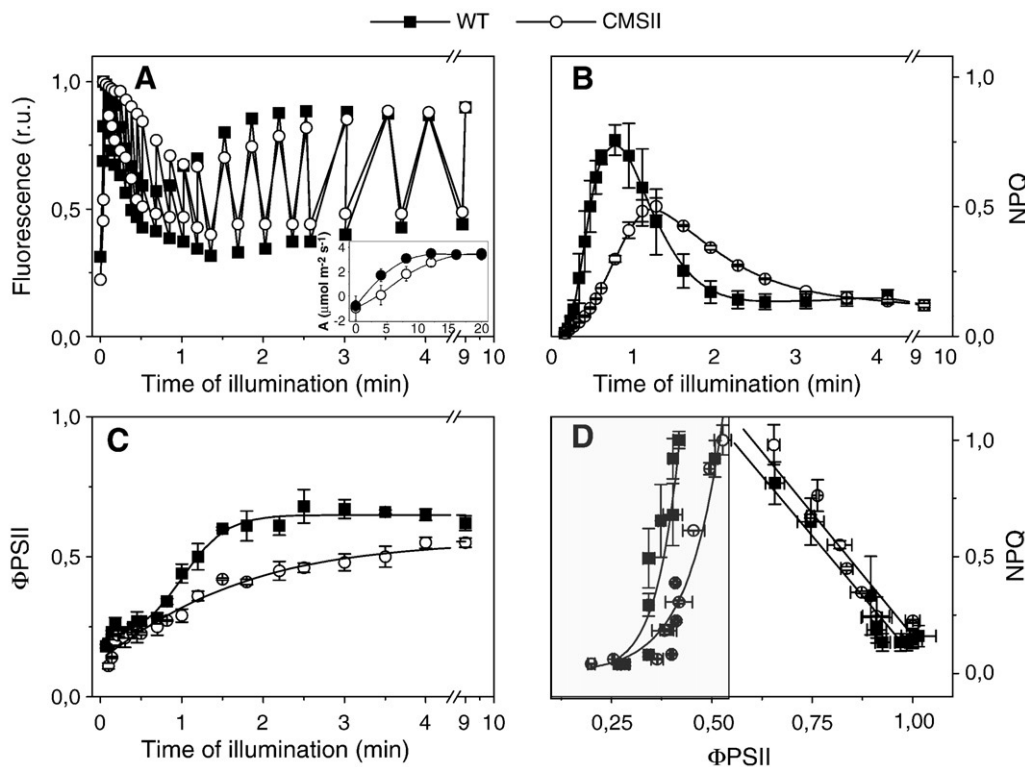 WT CMSII
A
1,0
0,5
0,0
Fluorescence (r.u.)
A (µmol m-2 s-1)
4
2
0
-2
0 5 10 15 20
0 1 2 3 4 9 10
Time of illumination (min)
B
1,0
0,5
0,0
NPQ
0 1 2 3 4 9 10
Time of illumination (min)
C
1,0
0,5
0,0
ΦPSII
0 1 2 3 4 9 10
Time of illumination (min)
D
1,0
0,5
0,0
NPQ
0,25 0,50 0,75 1,00
ΦPSII